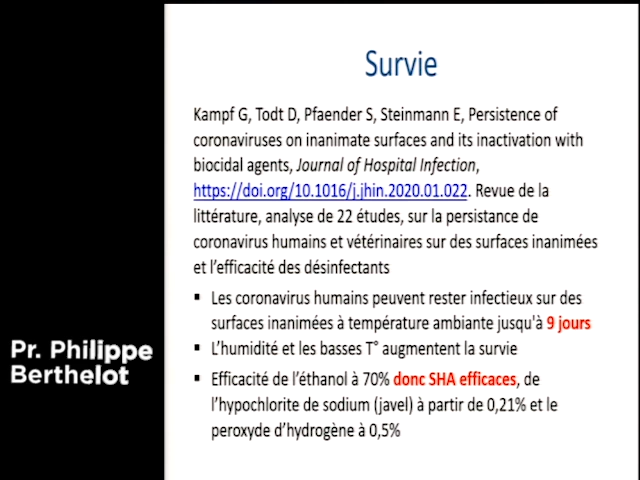 Survie
Kampf G, Todt D, Pfaender S, Steinmann E, Persistence of
coronaviruses on inanimate surfaces and its inactivation with
biocidal agents, Journal of Hospital Infection,
https://doi.org/10.1016/j.jhin.2020.01.022. Revue de la
littérature, analyse de 22 études, sur la persistance de
coronavirus humains et vétérinaires sur des surfaces inanimées
et l'efficacité des désinfectants
▪ Les coronavirus humains peuvent rester infectieux sur des
surfaces inanimées à température ambiante jusqu'à 9 jours
▪ L'humidité et les basses T° augmentent la survie
▪ Efficacité de l'éthanol à 70% donc SHA efficaces, de
l'hypochlorite de sodium (javel) à partir de 0,21% et le
peroxyde d'hydrogène à 0,5%
Pr. Philippe
Berthelot